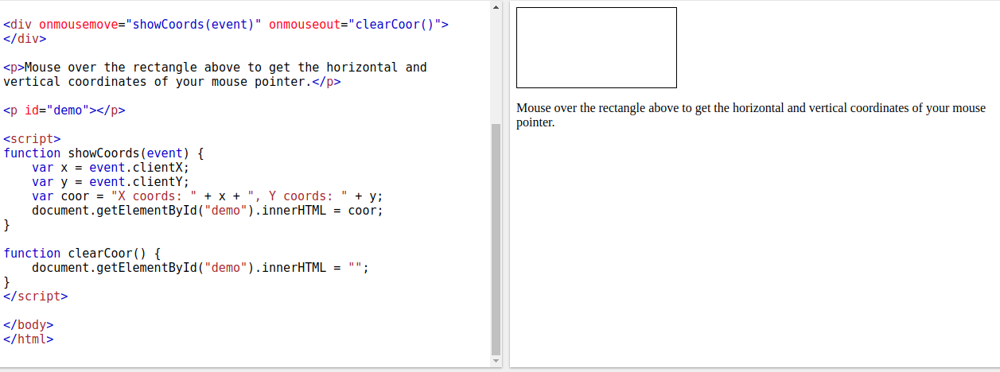 <div onmousemove="showCoords(event)" onmouseout="clearCoor()">
</div>
<p>Mouse over the rectangle above to get the horizontal and
vertical coordinates of your mouse pointer.</p>
<p id="demo"></p>
<script>
function showCoords(event) {
    var x = event.clientX;
    var y = event.clientY;
    var coor = "X coords: " + x + ", Y coords: " + y;
    document.getElementById("demo").innerHTML = coor;
}
function clearCoor() {
    document.getElementById("demo").innerHTML = "";
}
</script>
</body>
</html>
Mouse over the rectangle above to get the horizontal and vertical coordinates of your mouse
pointer.